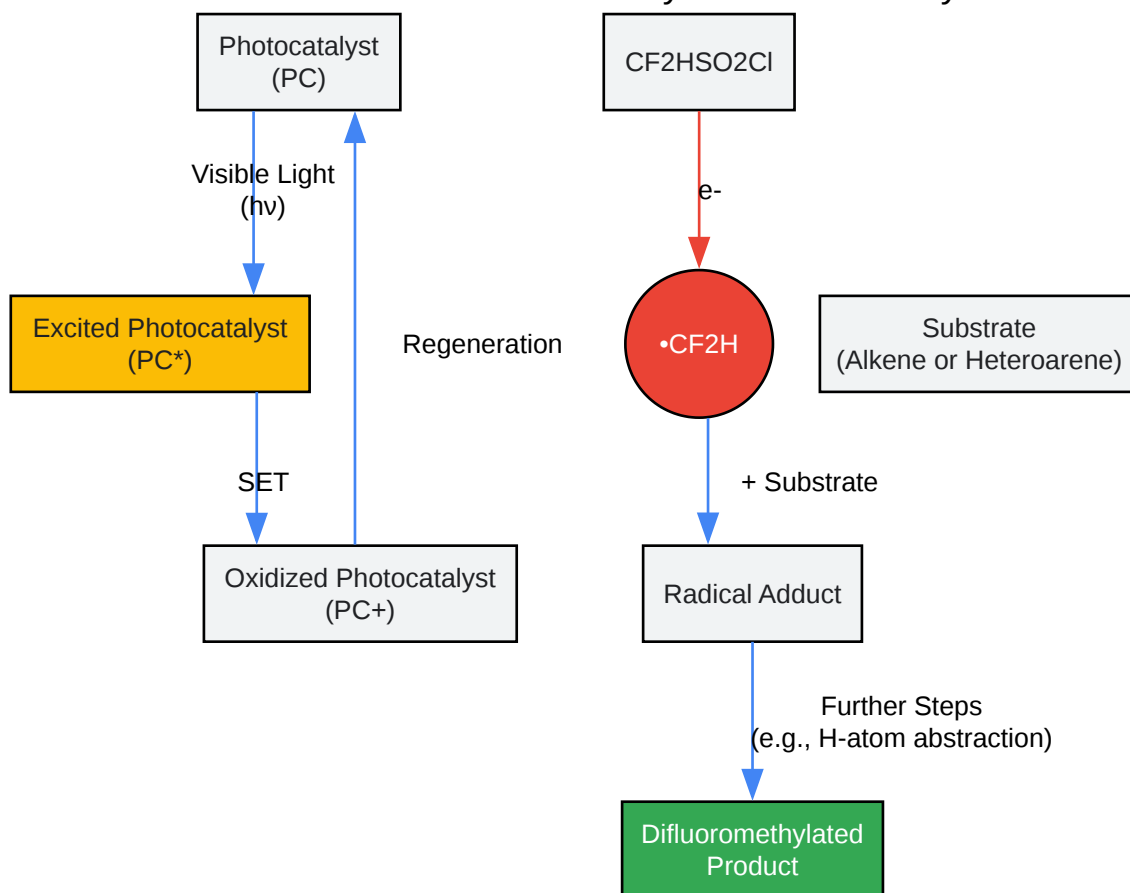 Photocatalyst
(PC)
CF2HSO2Cl
Visible Light
(hν)
e-
Excited Photocatalyst
(PC*)
Regeneration
•CF2H
Substrate
(Alkene or Heteroarene)
SET
+ Substrate
Oxidized Photocatalyst
(PC+)
Radical Adduct
Further Steps
(e.g., H-atom abstraction)
Difluoromethylated
Product